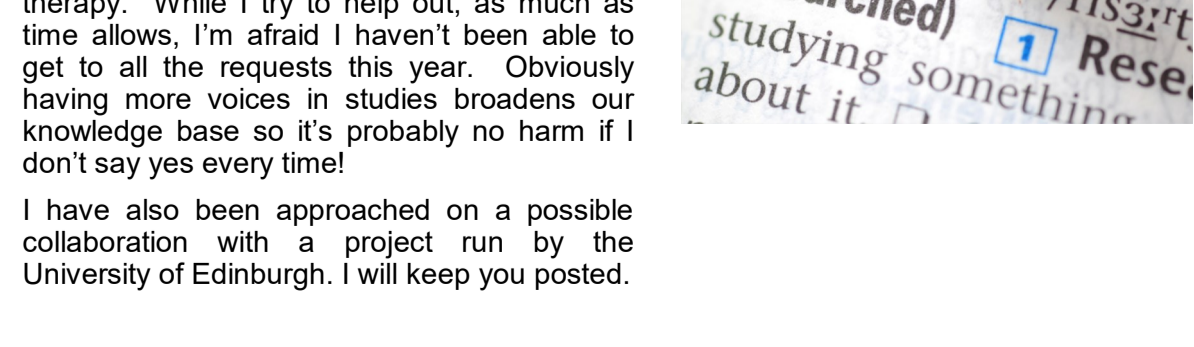 therapy. While I try to help out, as much as
time allows, I'm afraid I haven't been able to
get to all the requests this year. Obviously
having more voices in studies broadens our
knowledge base so it's probably no harm if I
don't say yes every time!
I have also been approached on a possible
collaboration with a project run by the
University of Edinburgh. I will keep you posted.
studying something
about it
1